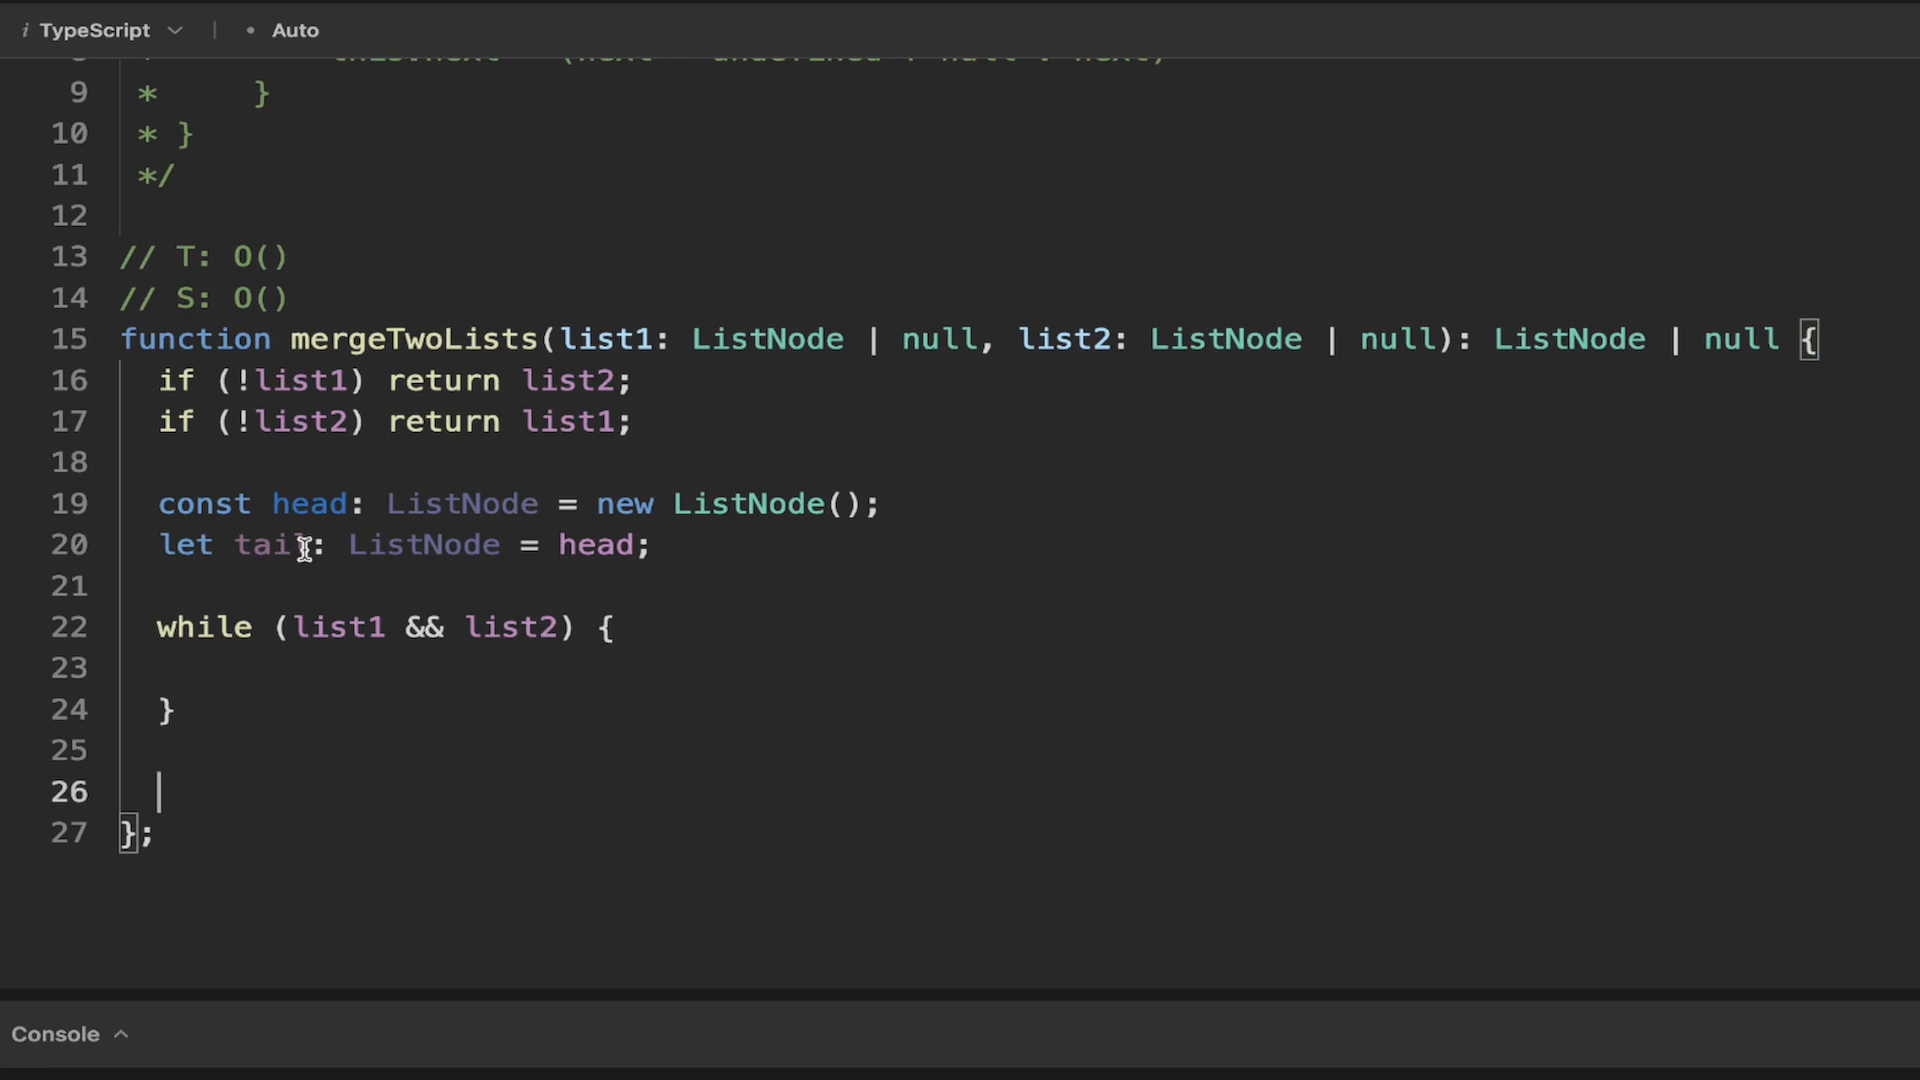 i TypeScript | • Auto
9 *     }
10 * }
11 */
12
13 // T: O()
14 // S: O()
15 function mergeTwoLists(list1: ListNode | null, list2: ListNode | null): ListNode | null {
16   if (!list1) return list2;
17   if (!list2) return list1;
18
19   const head: ListNode = new ListNode();
20   let tail: ListNode = head;
21
22   while (list1 && list2) {
23
24   }
25
26
27 };
Console